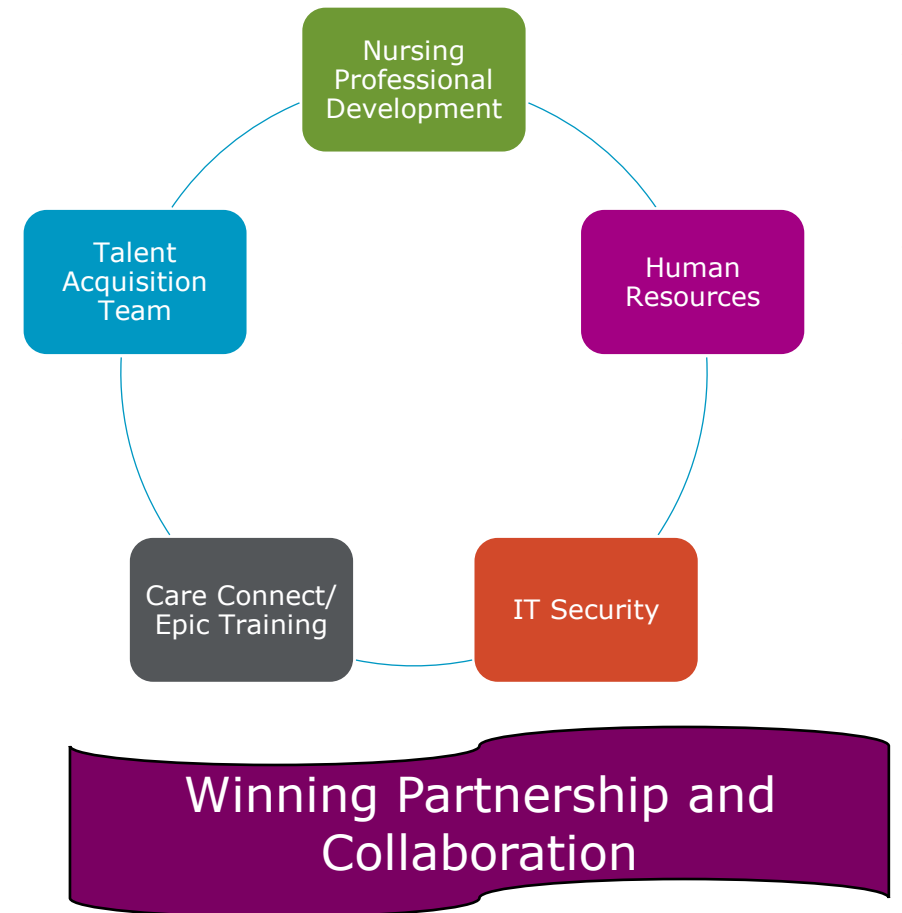 Nursing
Professional
Development
Talent
Acquisition
Team
Human
Resources
Care Connect/
Epic Training
IT Security
Winning Partnership and
Collaboration